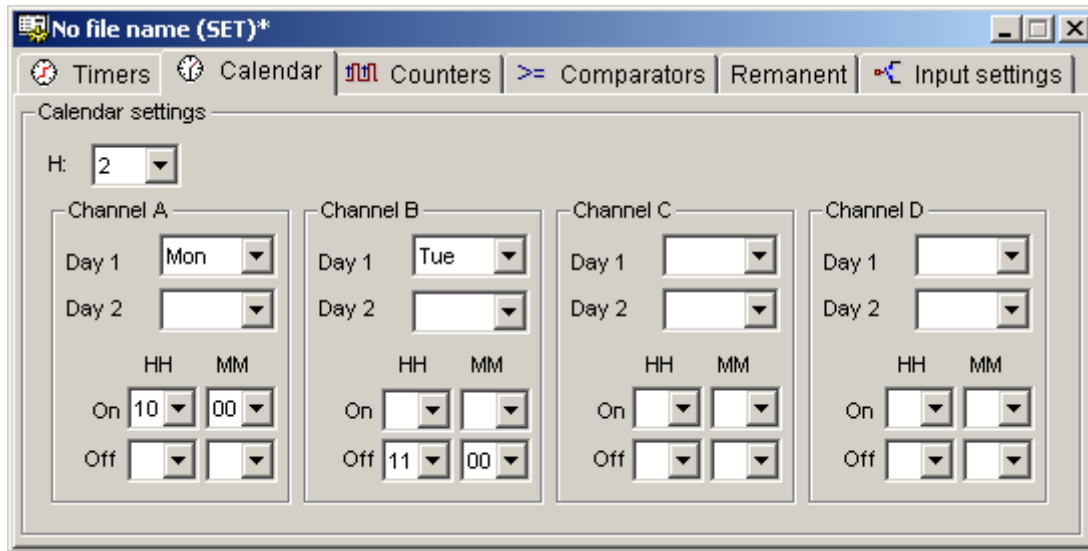 No file name (SET)*
Timers Calendar Counters >= Comparators Remanent Input settings
Calendar settings
H: 2
Channel A Channel B Channel C Channel D
Day 1 Mon Day 1 Tue Day 1 Day 1
Day 2 Day 2 Day 2 Day 2
HH MM HH MM HH MM HH MM
On 10 00 On On On
Off Off 11 00 Off Off